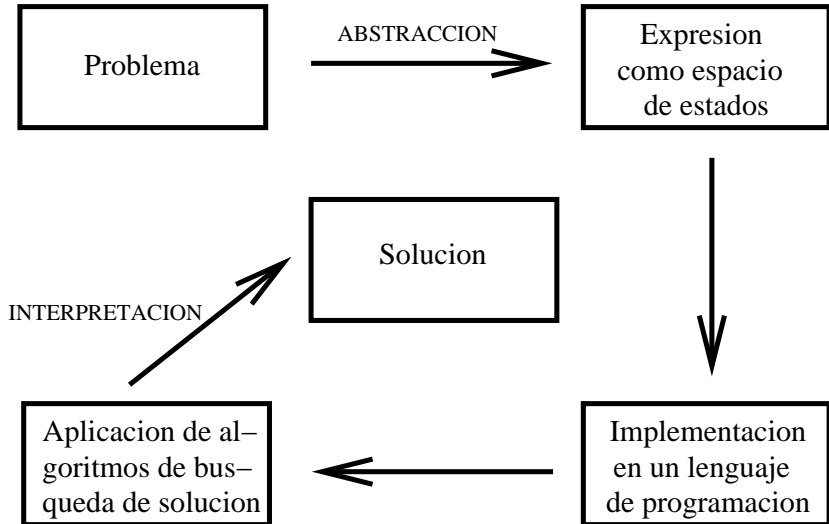 Problema
ABSTRACCION
Expresion
como espacio
de estados
Solucion
INTERPRETACION
Aplicacion de al–
goritmos de bus–
queda de solucion
Implementacion
en un lenguaje
de programacion